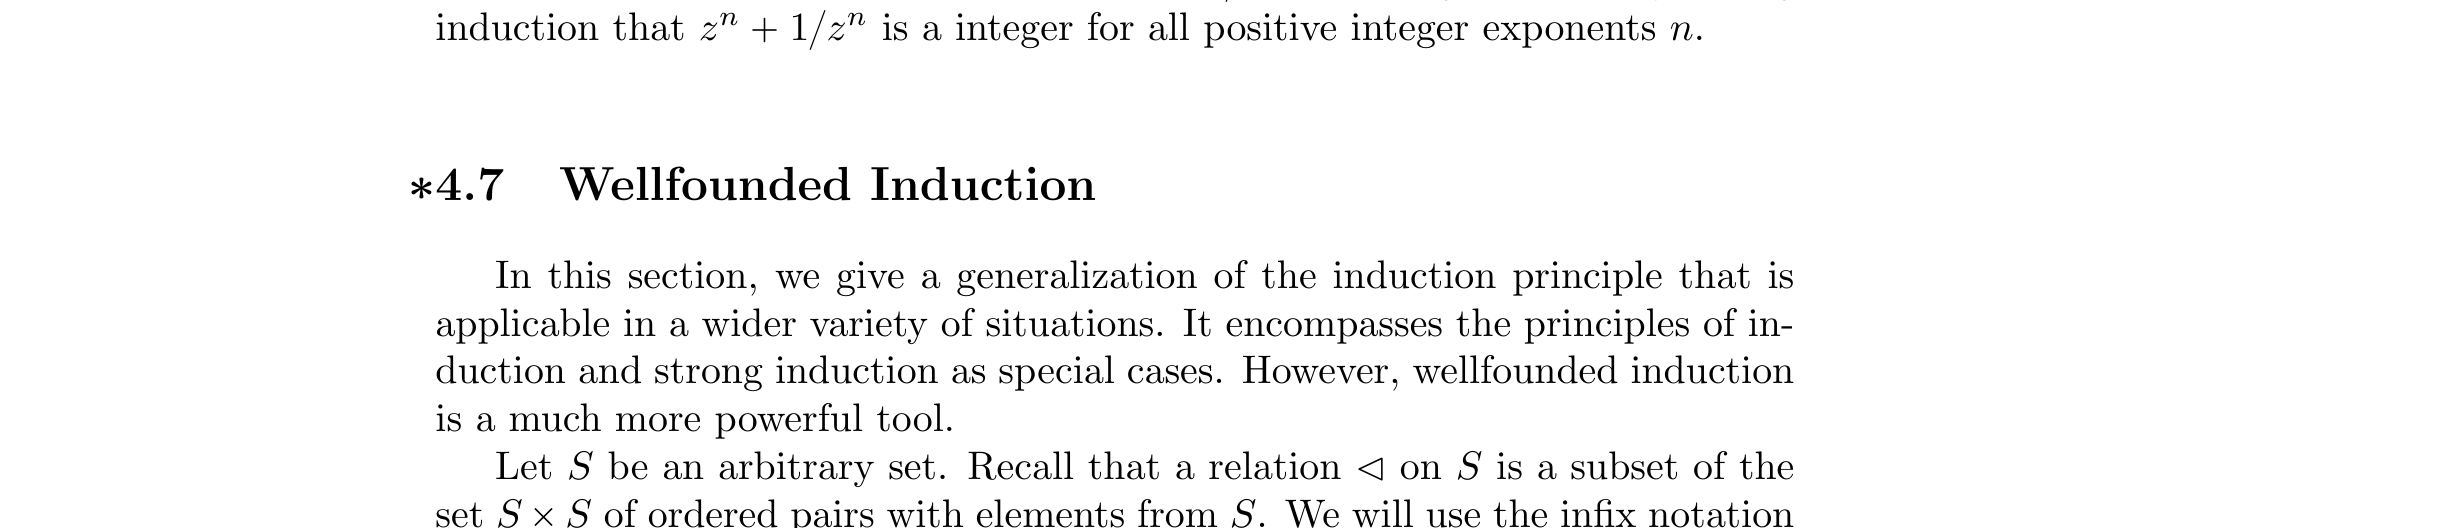 induction that zⁿ + 1/zⁿ is a integer for all positive integer exponents n.
*4.7 Wellfounded Induction
In this section, we give a generalization of the induction principle that is
applicable in a wider variety of situations. It encompasses the principles of in-
duction and strong induction as special cases. However, wellfounded induction
is a much more powerful tool.
Let S be an arbitrary set. Recall that a relation ◁ on S is a subset of the
set S × S of ordered pairs with elements from S. We will use the infix notation